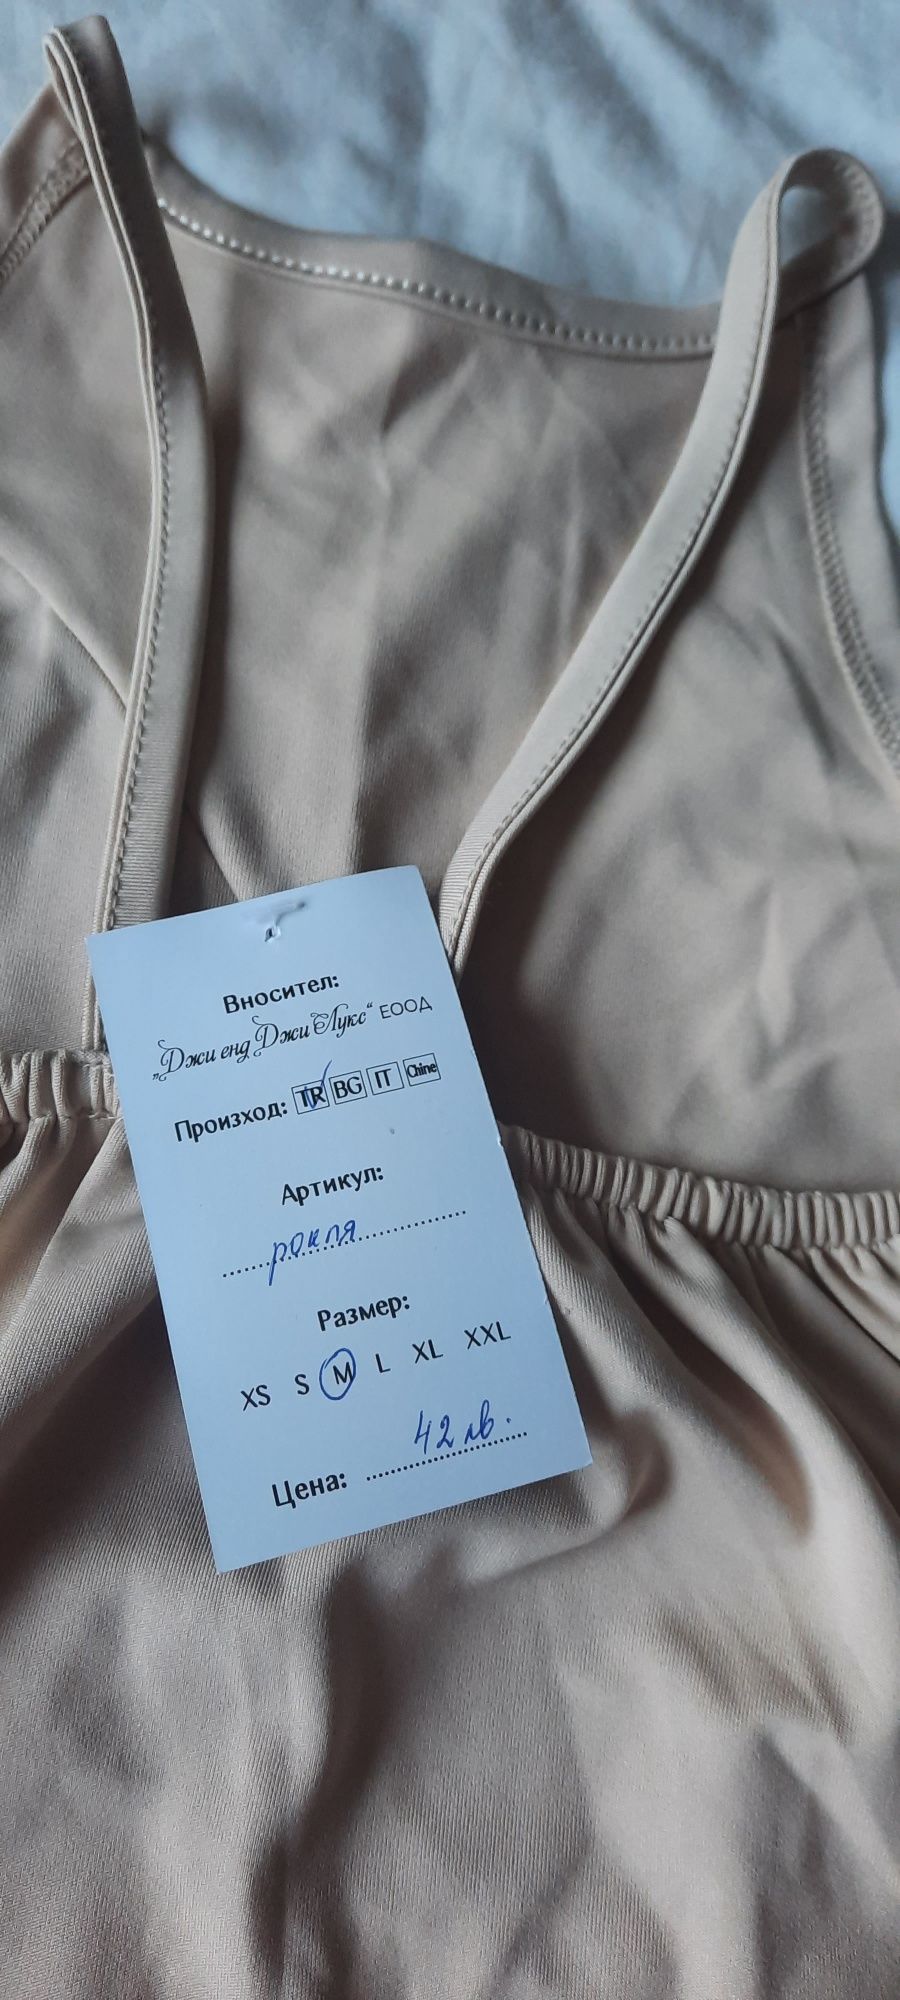 Вносител:
„Джи енд Джи Лукс“ ЕООД
Произход: TR BG IT Chine
Артикул:
рокля
Размер:
XS S M L XL XXL
42 лв.
Цена: